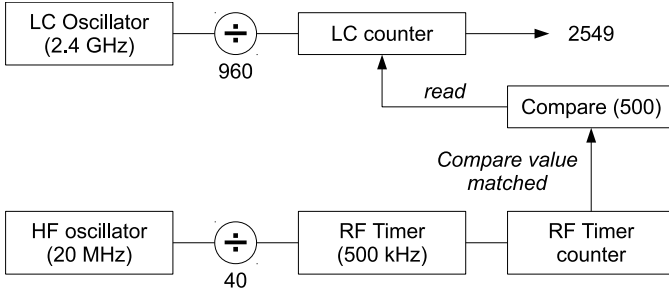 LC Oscillator
(2.4 GHz)
÷
960
LC counter
2549
read
Compare (500)
Compare value
matched
HF oscillator
(20 MHz)
÷
40
RF Timer
(500 kHz)
RF Timer
counter